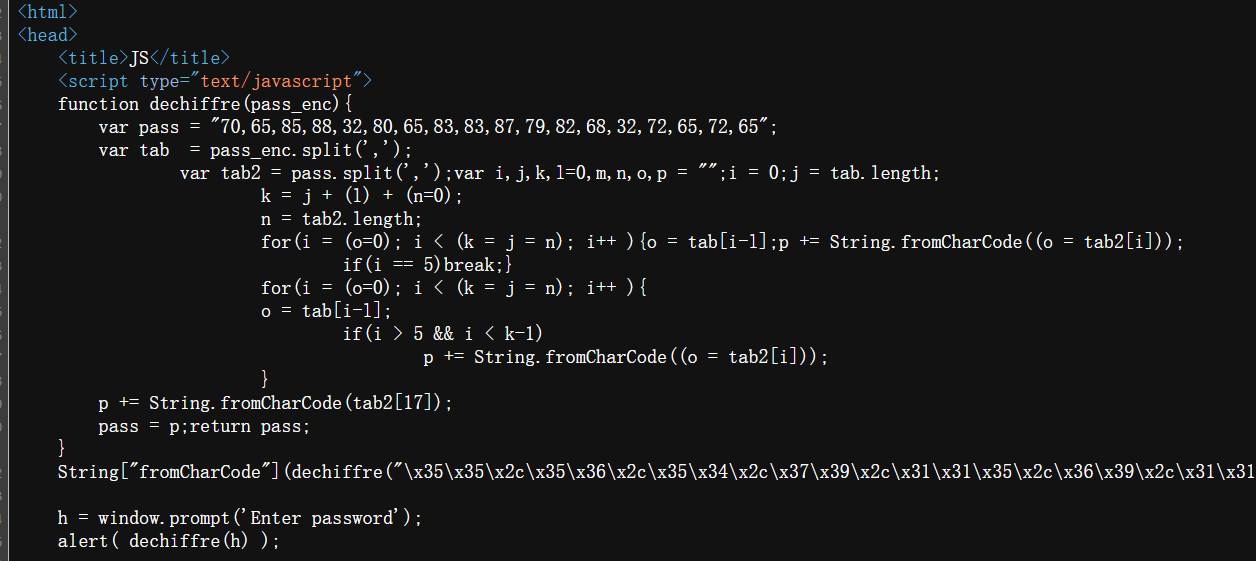 <html>
<head>
    <title>JS</title>
    <script type="text/javascript">
    function dechiffre(pass_enc){
        var pass = "70,65,85,88,32,80,65,83,83,87,79,82,68,32,72,65,72,65";
        var tab  = pass_enc.split(',');
                var tab2 = pass.split(',');var i,j,k,l=0,m,n,o,p = "";i = 0;j = tab.length;
                        k = j + (l) + (n=0);
                        n = tab2.length;
                        for(i = (o=0); i < (k = j = n); i++ ){o = tab[i-l];p += String.fromCharCode((o = tab2[i]));
                                if(i == 5)break;}
                        for(i = (o=0); i < (k = j = n); i++ ){
                        o = tab[i-l];
                                if(i > 5 && i < k-1)
                                        p += String.fromCharCode((o = tab2[i]));
                        }
        p += String.fromCharCode(tab2[17]);
        pass = p;return pass;
    }
    String["fromCharCode"](dechiffre("\x35\x35\x2c\x35\x36\x2c\x35\x34\x2c\x37\x39\x2c\x31\x31\x35\x2c\x36\x39\x2c\x31\x31
    h = window.prompt('Enter password');
    alert( dechiffre(h) );